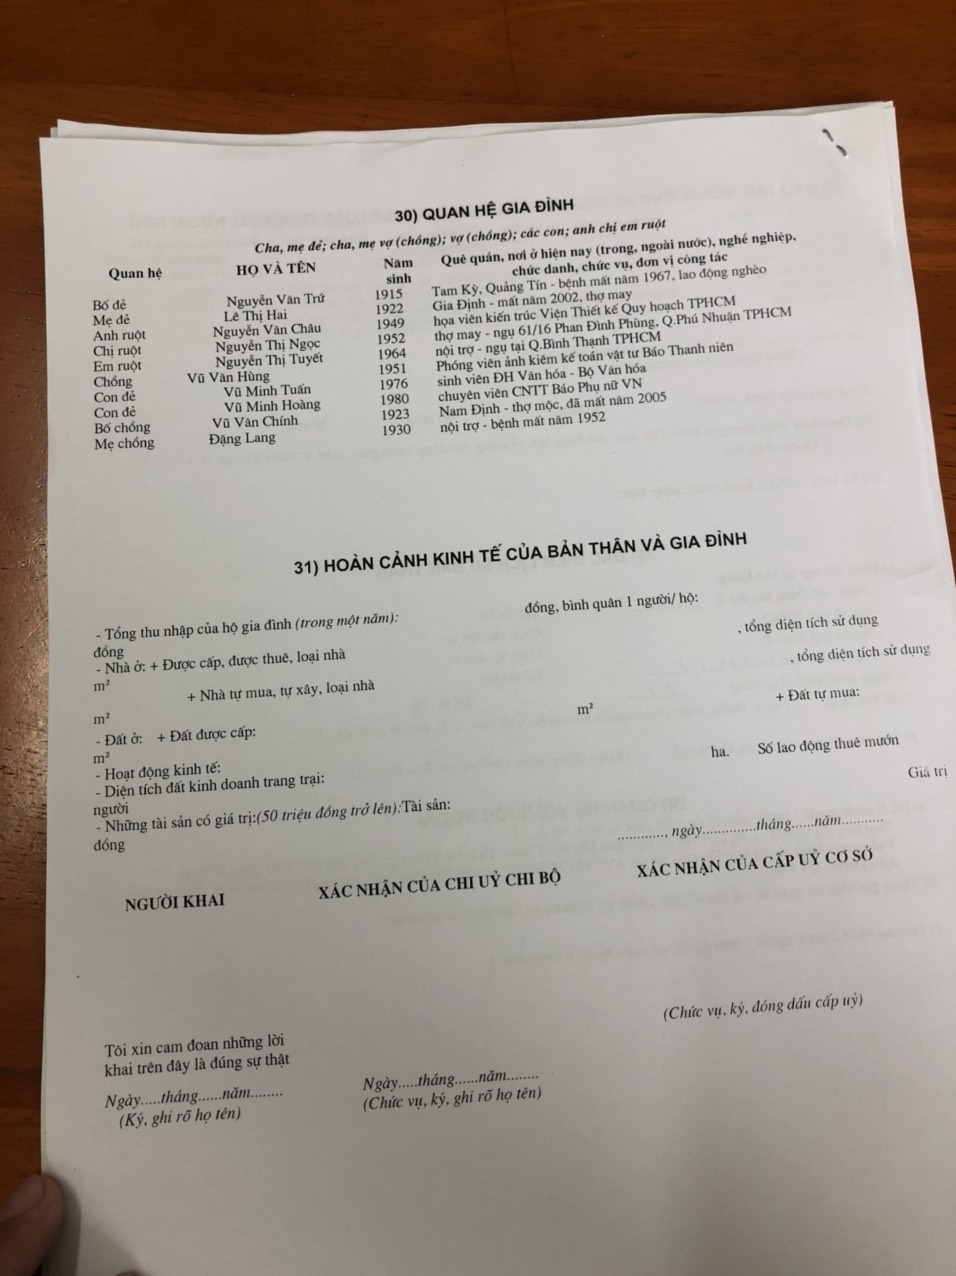 30) QUAN HỆ GIA ĐÌNH
Cha, mẹ đẻ; cha, mẹ vợ (chồng); vợ (chồng); các con; anh chị em ruột
Quan hệ HỌ VÀ TÊN Năm sinh Quê quán, nơi ở hiện nay (trong, ngoài nước), nghề nghiệp, chức danh, chức vụ, đơn vị công tác
Bố đẻ Nguyễn Văn Trứ 1915 Tam Kỳ, Quảng Tín - bệnh mất năm 1967, lao động nghèo
Mẹ đẻ Lê Thị Hai 1922 Gia Định - mất năm 2002, thợ may
Anh ruột Nguyễn Văn Châu 1949 họa viên kiến trúc Viện Thiết kế Quy hoạch TPHCM
Chị ruột Nguyễn Thị Ngọc 1952 thợ may - ngụ 61/16 Phan Đình Phùng, Q.Phú Nhuận TPHCM
Em ruột Nguyễn Thị Tuyết 1964 nội trợ - ngụ tại Q.Bình Thạnh TPHCM
Chồng Vũ Văn Hùng 1951 Phóng viên ảnh kiêm kế toán vật tư Báo Thanh niên
Con đẻ Vũ Minh Tuấn 1976 sinh viên ĐH Văn hóa - Bộ Văn hóa
Con đẻ Vũ Minh Hoàng 1980 chuyên viên CNTT Báo Phụ nữ VN
Bố chồng Vũ Văn Chính 1923 Nam Định - thợ mộc, đã mất năm 2005
Mẹ chồng Đặng Lang 1930 nội trợ - bệnh mất năm 1952
31) HOÀN CẢNH KINH TẾ CỦA BẢN THÂN VÀ GIA ĐÌNH
- Tổng thu nhập của hộ gia đình (trong một năm): đồng, bình quân 1 người/ hộ:
đồng
- Nhà ở: + Được cấp, được thuê, loại nhà , tổng diện tích sử dụng
m²
+ Nhà tự mua, tự xây, loại nhà , tổng diện tích sử dụng
m²
- Đất ở: + Đất được cấp: m² + Đất tự mua:
m²
- Hoạt động kinh tế:
- Diện tích đất kinh doanh trang trại: ha. Số lao động thuê mướn
người
- Những tài sản có giá trị:(50 triệu đồng trở lên):Tài sản: Giá trị
đồng
............, ngày..............tháng......năm...........
NGƯỜI KHAI XÁC NHẬN CỦA CHI UỶ CHI BỘ XÁC NHẬN CỦA CẤP UỶ CƠ SỞ
(Chức vụ, ký, đóng dấu cấp uỷ)
Tôi xin cam đoan những lời
khai trên đây là đúng sự thật
Ngày.....tháng......năm........ Ngày.....tháng......năm........
(Ký, ghi rõ họ tên) (Chức vụ, ký, ghi rõ họ tên)